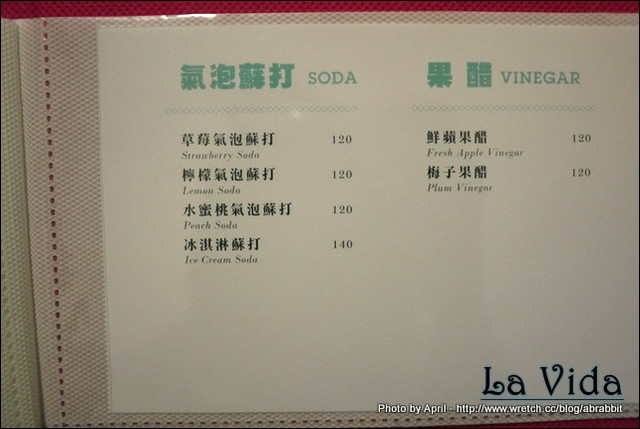 氣泡蘇打 SODA
草莓氣泡蘇打 120
Strawberry Soda
檸檬氣泡蘇打 120
Lemon Soda
水蜜桃氣泡蘇打 120
Peach Soda
冰淇淋蘇打 140
Ice Cream Soda
果醋 VINEGAR
鮮蘋果醋 120
Fresh Apple Vinegar
梅子果醋 120
Plum Vinegar
La Vida
Photo by April - http://www.wretch.cc/blog/abrabbit